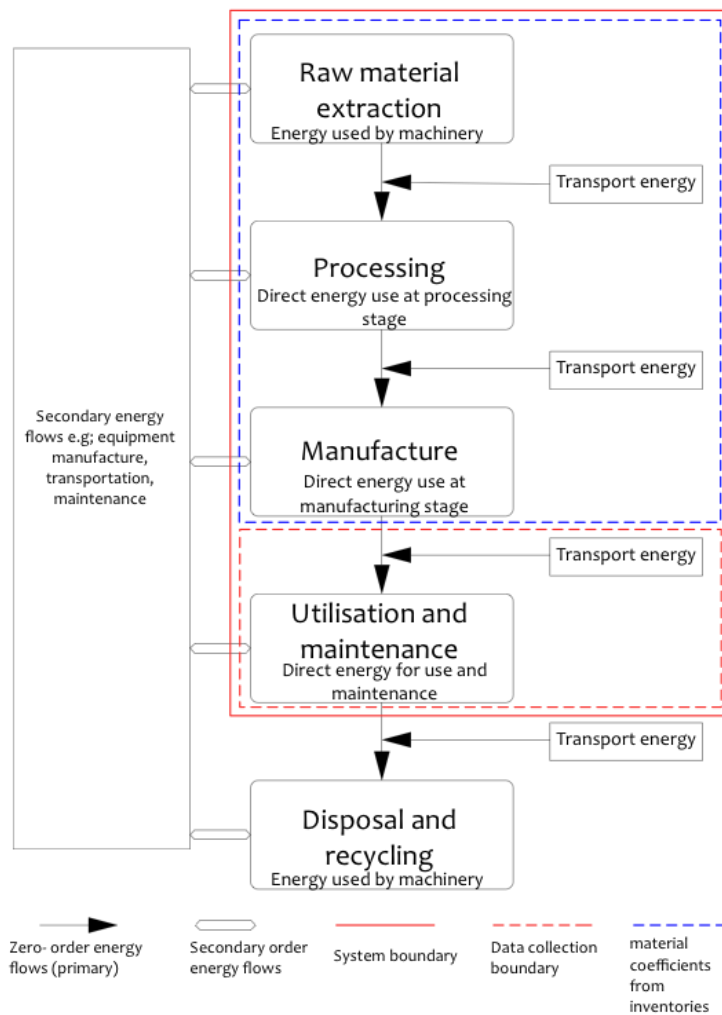 Raw material
extraction
Energy used by machinery
Transport energy
Processing
Direct energy use at processing
stage
Transport energy
Secondary energy
flows e.g; equipment
manufacture,
transportation,
maintenance
Manufacture
Direct energy use at
manufacturing stage
Transport energy
Utilisation and
maintenance
Direct energy for use and
maintenance
Transport energy
Disposal and
recycling
Energy used by machinery
Zero- order energy
flows (primary)
Secondary order
energy flows
System boundary
Data collection
boundary
material
coefficients
from
inventories